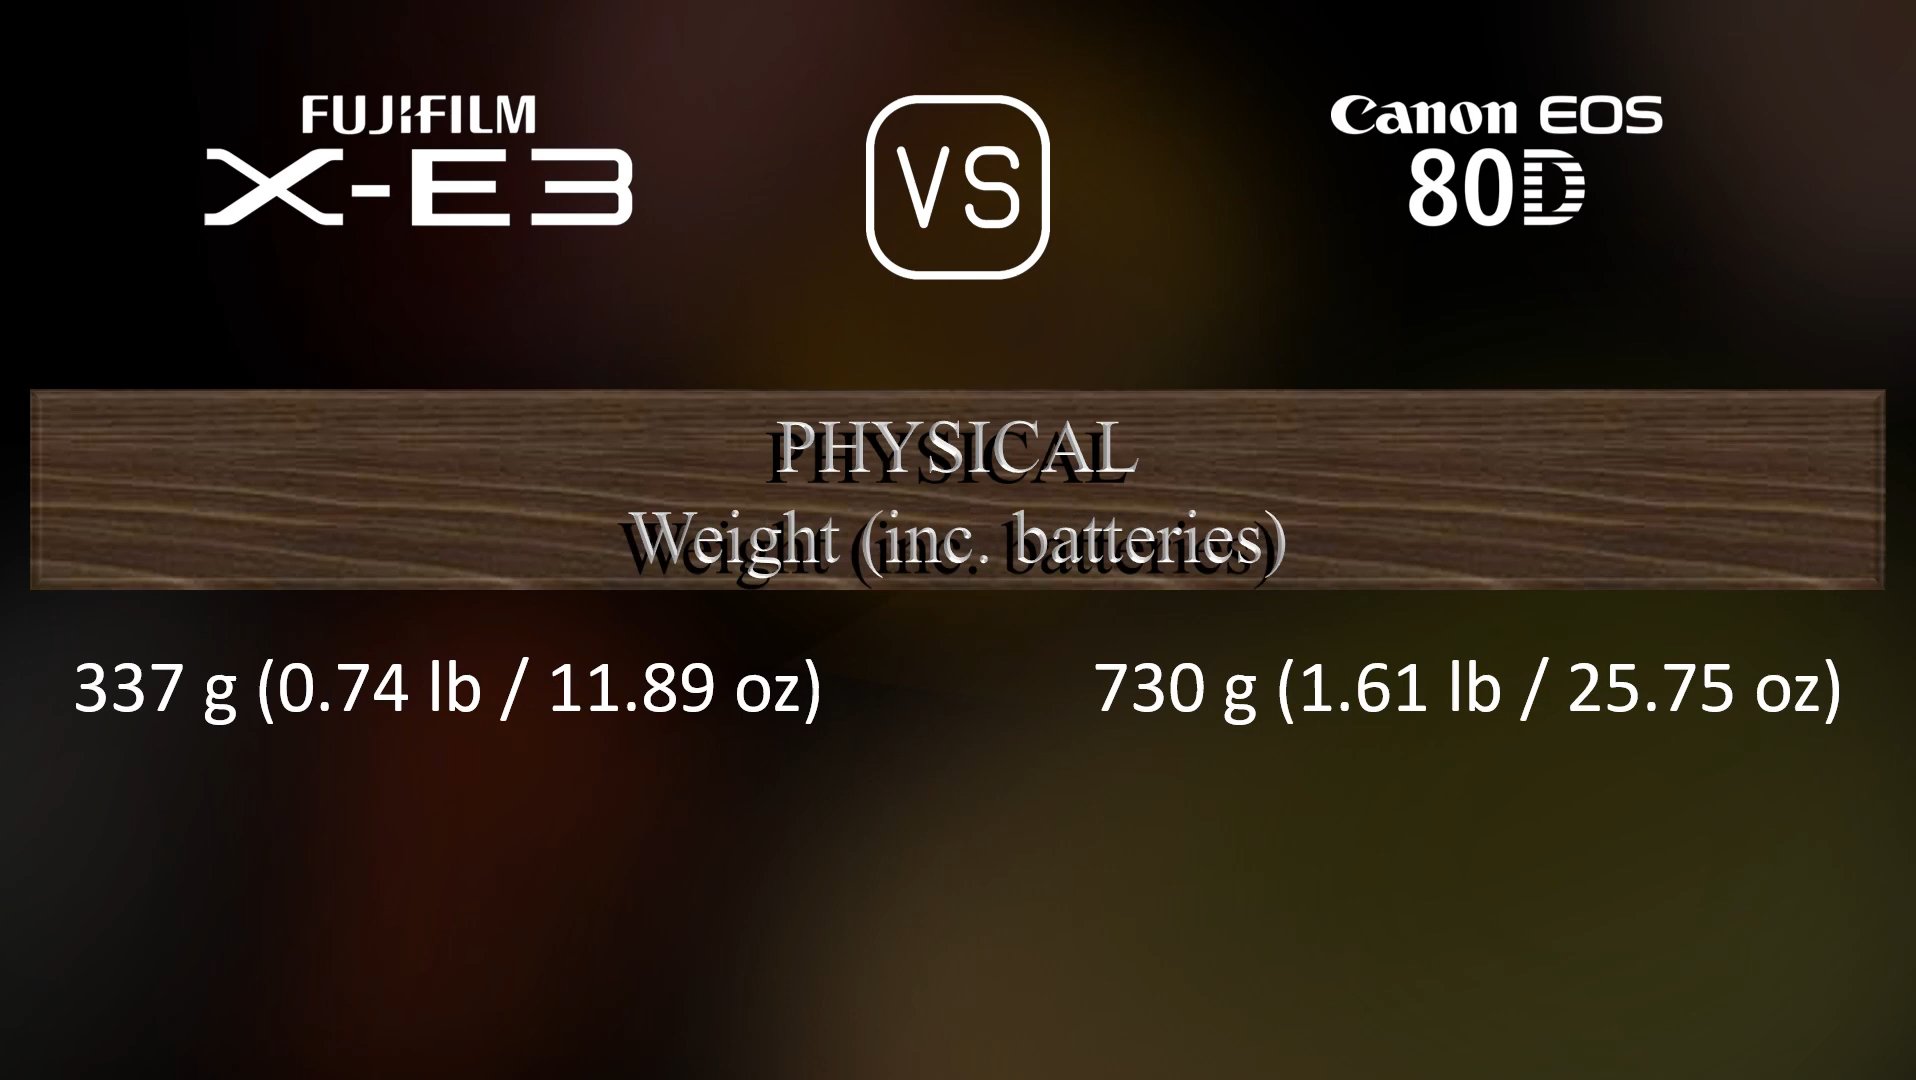 FUJIFILM
X-E3
VS
Canon EOS
80D
PHYSICAL
Weight (inc. batteries)
337 g (0.74 lb / 11.89 oz)
730 g (1.61 lb / 25.75 oz)